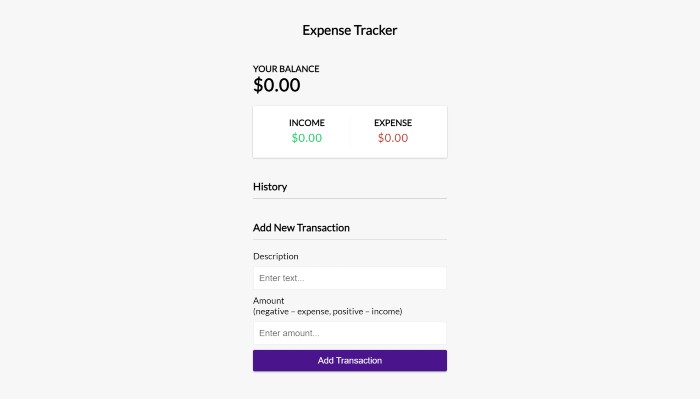 Expense Tracker
YOUR BALANCE
$0.00
INCOME EXPENSE
$0.00 $0.00
History
Add New Transaction
Description
Enter text...
Amount
(negative – expense, positive – income)
Enter amount...
Add Transaction